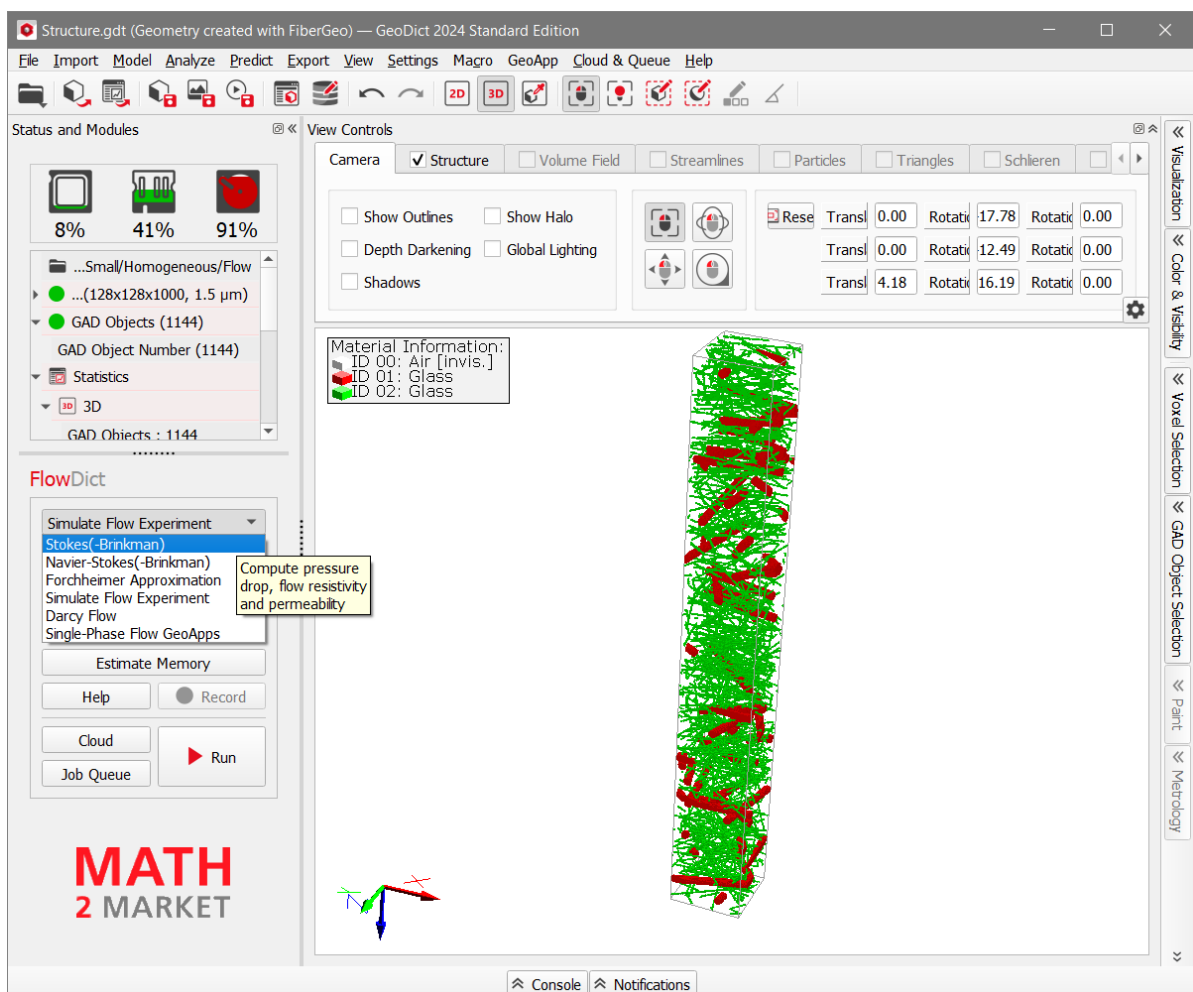 Structure.gdt (Geometry created with FiberGeo) — GeoDict 2024 Standard Edition
File Import Model Analyze Predict Export View Settings Macro GeoApp Cloud & Queue Help
2D 3D
Status and Modules
8% 41% 91%
...Small/Homogeneous/Flow
...(128x128x1000, 1.5 µm)
GAD Objects (1144)
GAD Object Number (1144)
Statistics
3D 3D
GAD Objects : 1144
FlowDict
Simulate Flow Experiment
Stokes(-Brinkman)
Navier-Stokes(-Brinkman)
Forchheimer Approximation
Simulate Flow Experiment
Darcy Flow
Single-Phase Flow GeoApps
Compute pressure
drop, flow resistivity
and permeability
Estimate Memory
Help Record
Cloud
Run
Job Queue
MATH
2 MARKET
View Controls
Camera Structure Volume Field Streamlines Particles Triangles Schlieren
Show Outlines Show Halo
Depth Darkening Global Lighting
Shadows
Rese Transl 0.00 Rotatic 17.78 Rotatic 0.00
Transl 0.00 Rotatic 12.49 Rotatic 0.00
Transl 4.18 Rotatic 16.19 Rotatic 0.00
Material Information:
ID 00: Air [invis.]
ID 01: Glass
ID 02: Glass
X
Y
Visualization
Color & Visibility
Voxel Selection
GAD Object Selection
Paint
Metrology
Console Notifications